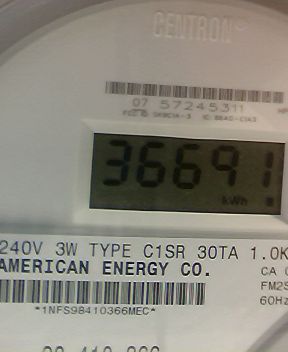 CENTRON®
07 57245311
36691
kWh
240V 3W TYPE C1SR 30TA 1.0K
AMERICAN ENERGY CO.
CA
FM2S
60Hz
*1NFS98410366MEC*